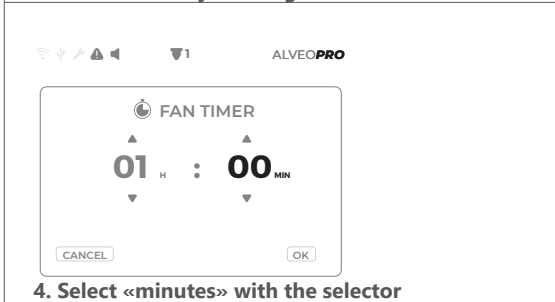 1 ALVEOPRO
FAN TIMER
01 H : 00 MIN
CANCEL OK
4. Select «minutes» with the selector